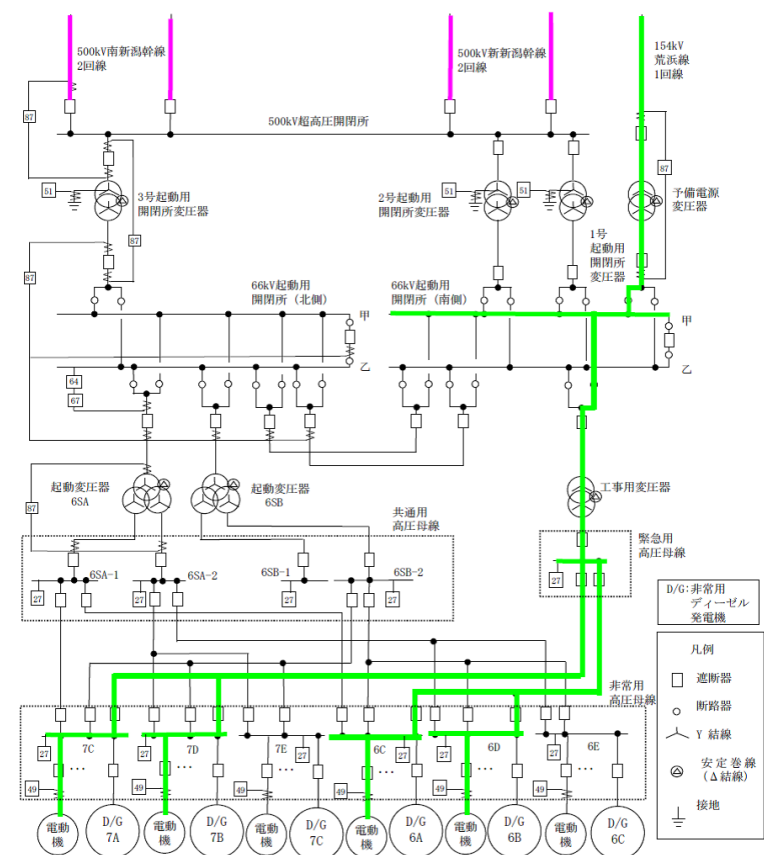 500kV南新潟幹線
2回線
500kV新新潟幹線
2回線
154kV
荒浜線
1回線
87
500kV超高圧開閉所
87
87
51
3号起動用
開閉所変圧器
2号起動用
開閉所変圧器
51
51
予備電源
変圧器
1号
起動用
開閉所
変圧器
87
87
66kV起動用
開閉所（北側）
66kV起動用
開閉所（南側）
甲
甲
乙
乙
64
67
起動変圧器
6SA
起動変圧器
6SB
工事用変圧器
87
共通用
高圧母線
緊急用
高圧母線
6SA-1
6SA-2
6SB-1
6SB-2
27
27
27
27
27
D/G:非常用
ディーゼル
発電機
凡例
遮断器
断路器
Y 結線
安定巻線
(Δ結線)
接地
非常用
高圧母線
7C
7D
7E
6C
6D
6E
27
27
27
27
27
27
…
…
…
…
…
…
49
49
49
49
49
49
電動
機
D/G
7A
電動
機
D/G
7B
電動
機
D/G
7C
電動
機
D/G
6A
電動
機
D/G
6B
電動
機
D/G
6C